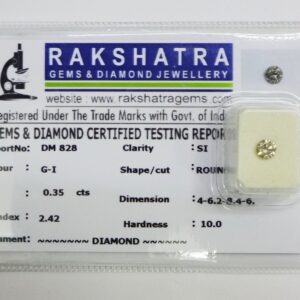 RAKSHATRA
GEMS & DIAMOND JEWELLERY
website : www.rakshatragems.com
egistered Under The Trade Marks with Govt. of Ind
EMS & DIAMOND CERTIFIED TESTING REPOR
ortNo: DM 828 Clarity SI
our : G-I Shape/cut : ROUN
: 0.35 cts Dimension : 4-6.2-8.4-6.
ndex : 2.42 Hardness : 10.0
ment : ~~~~~~~ DIAMOND ~~~~~~~